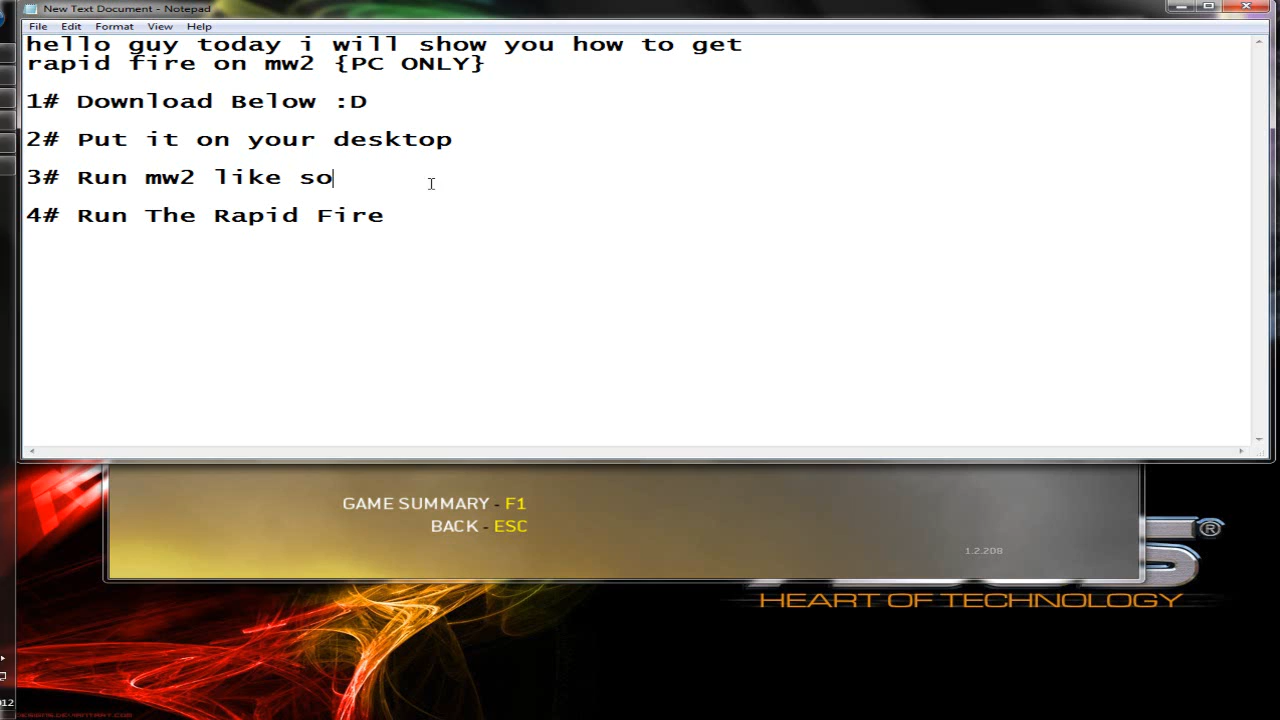 New Text Document - Notepad
File Edit Format View Help
hello guy today i will show you how to get
rapid fire on mw2 {PC ONLY}
1# Download Below :D
2# Put it on your desktop
3# Run mw2 like so
4# Run The Rapid Fire
GAME SUMMARY - F1
BACK - ESC
1.2.208
®
HEART OF TECHNOLOGY